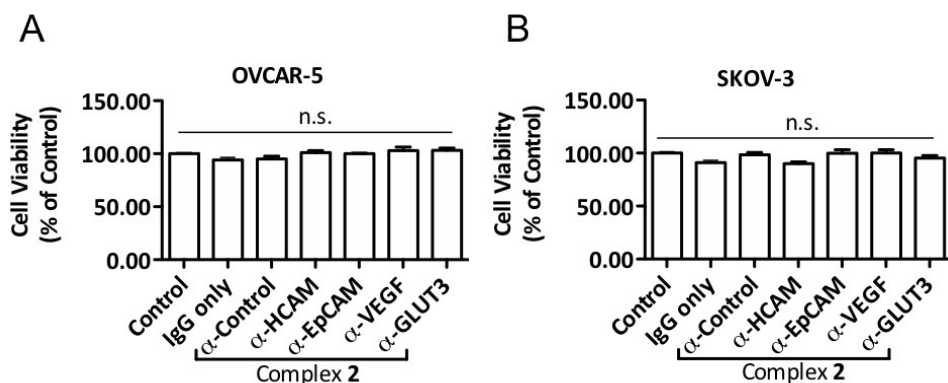 A
OVCAR-5
Cell Viability
(% of Control)
150.00
100.00
50.00
0.00
n.s.
Control
IgG only
α-Control
α-HCAM
α-EpCAM
α-VEGF
α-GLUT3
Complex 2
B
SKOV-3
Cell Viability
(% of Control)
150.00
100.00
50.00
0.00
n.s.
Control
IgG only
α-Control
α-HCAM
α-EpCAM
α-VEGF
α-GLUT3
Complex 2